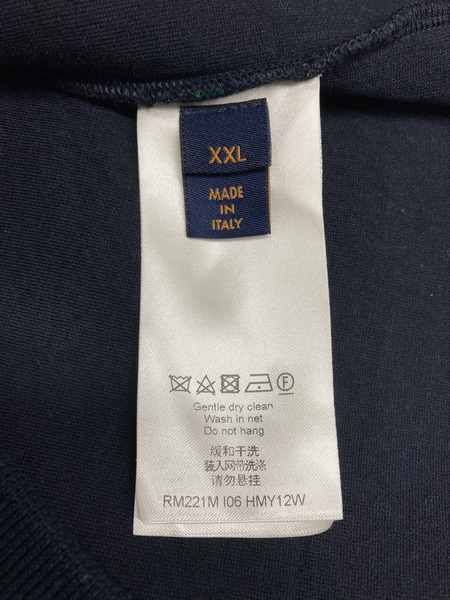 XXL
MADE
IN
ITALY
F
Gentle dry clean
Wash in net
Do not hang
缓和干洗
装入网带洗涤
请勿悬挂
RM221M I06 HMY12W